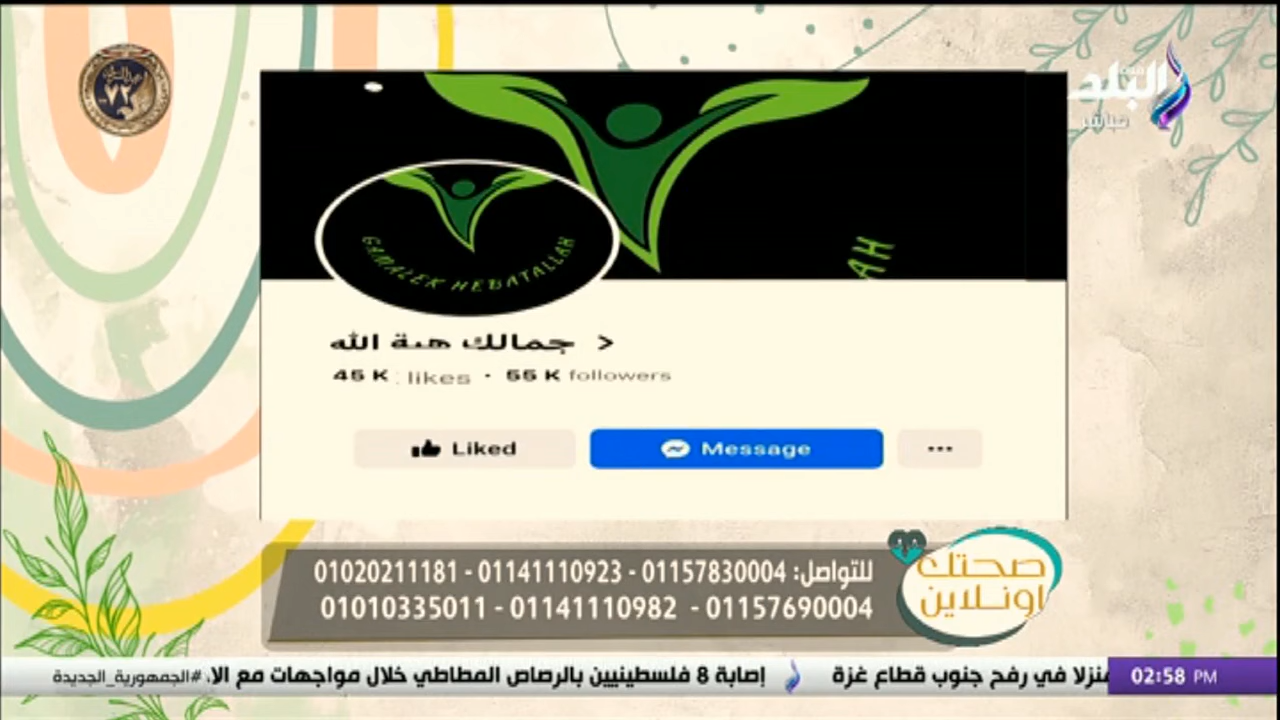 صدى البلد
مباشر
٧٢
GAMALEK HEBATALLAH
AH
جمالك هبة الله >
45 K likes · 55 K followers
Liked
Message
للتواصل: 01157830004 - 01141110923 - 01020211181
01157690004 - 01141110982 - 01010335011
صحتك
اونلاين
منزلا في رفح جنوب قطاع غزة
إصابة 8 فلسطينيين بالرصاص المطاطي خلال مواجهات مع الا
#الجمهورية_الجديدة
02:58 PM